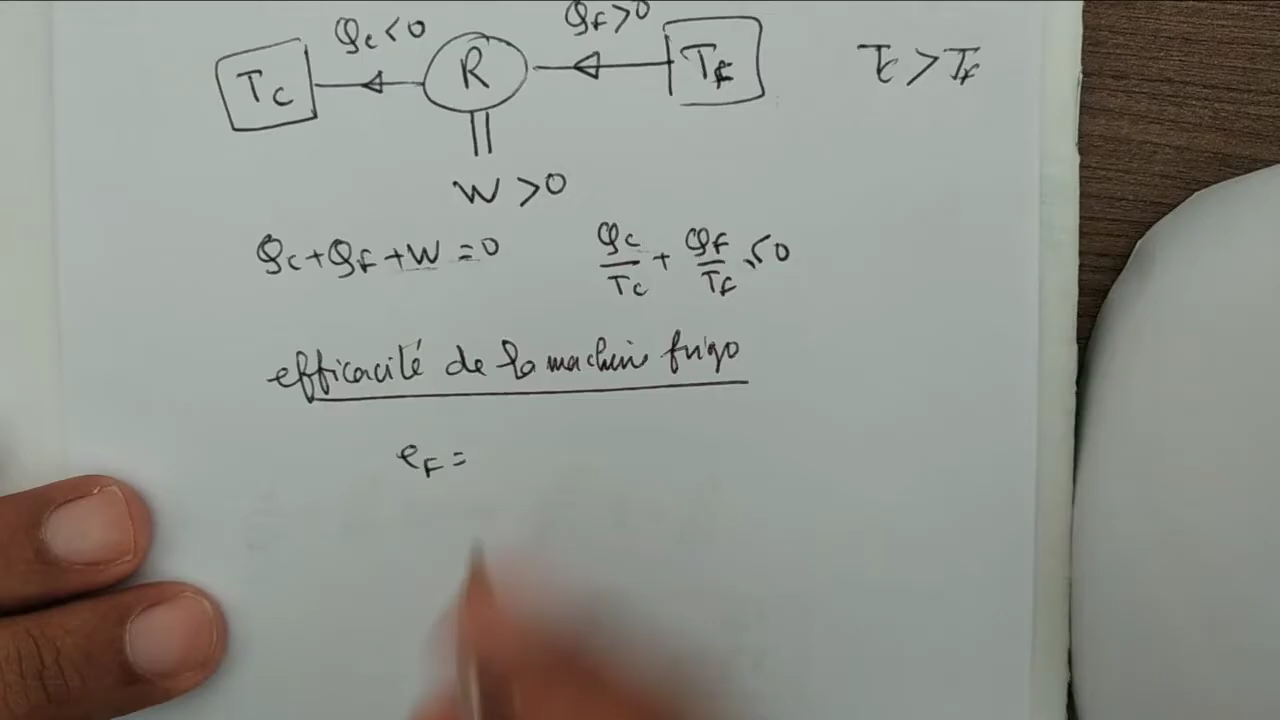 Qc<0 Qf>0
Tc R Tf Tc > Tf
W >0
Qc+Qf+W=0 Qc/Tc + Qf/Tf ≤0
efficacité de la machine frigo
eF =